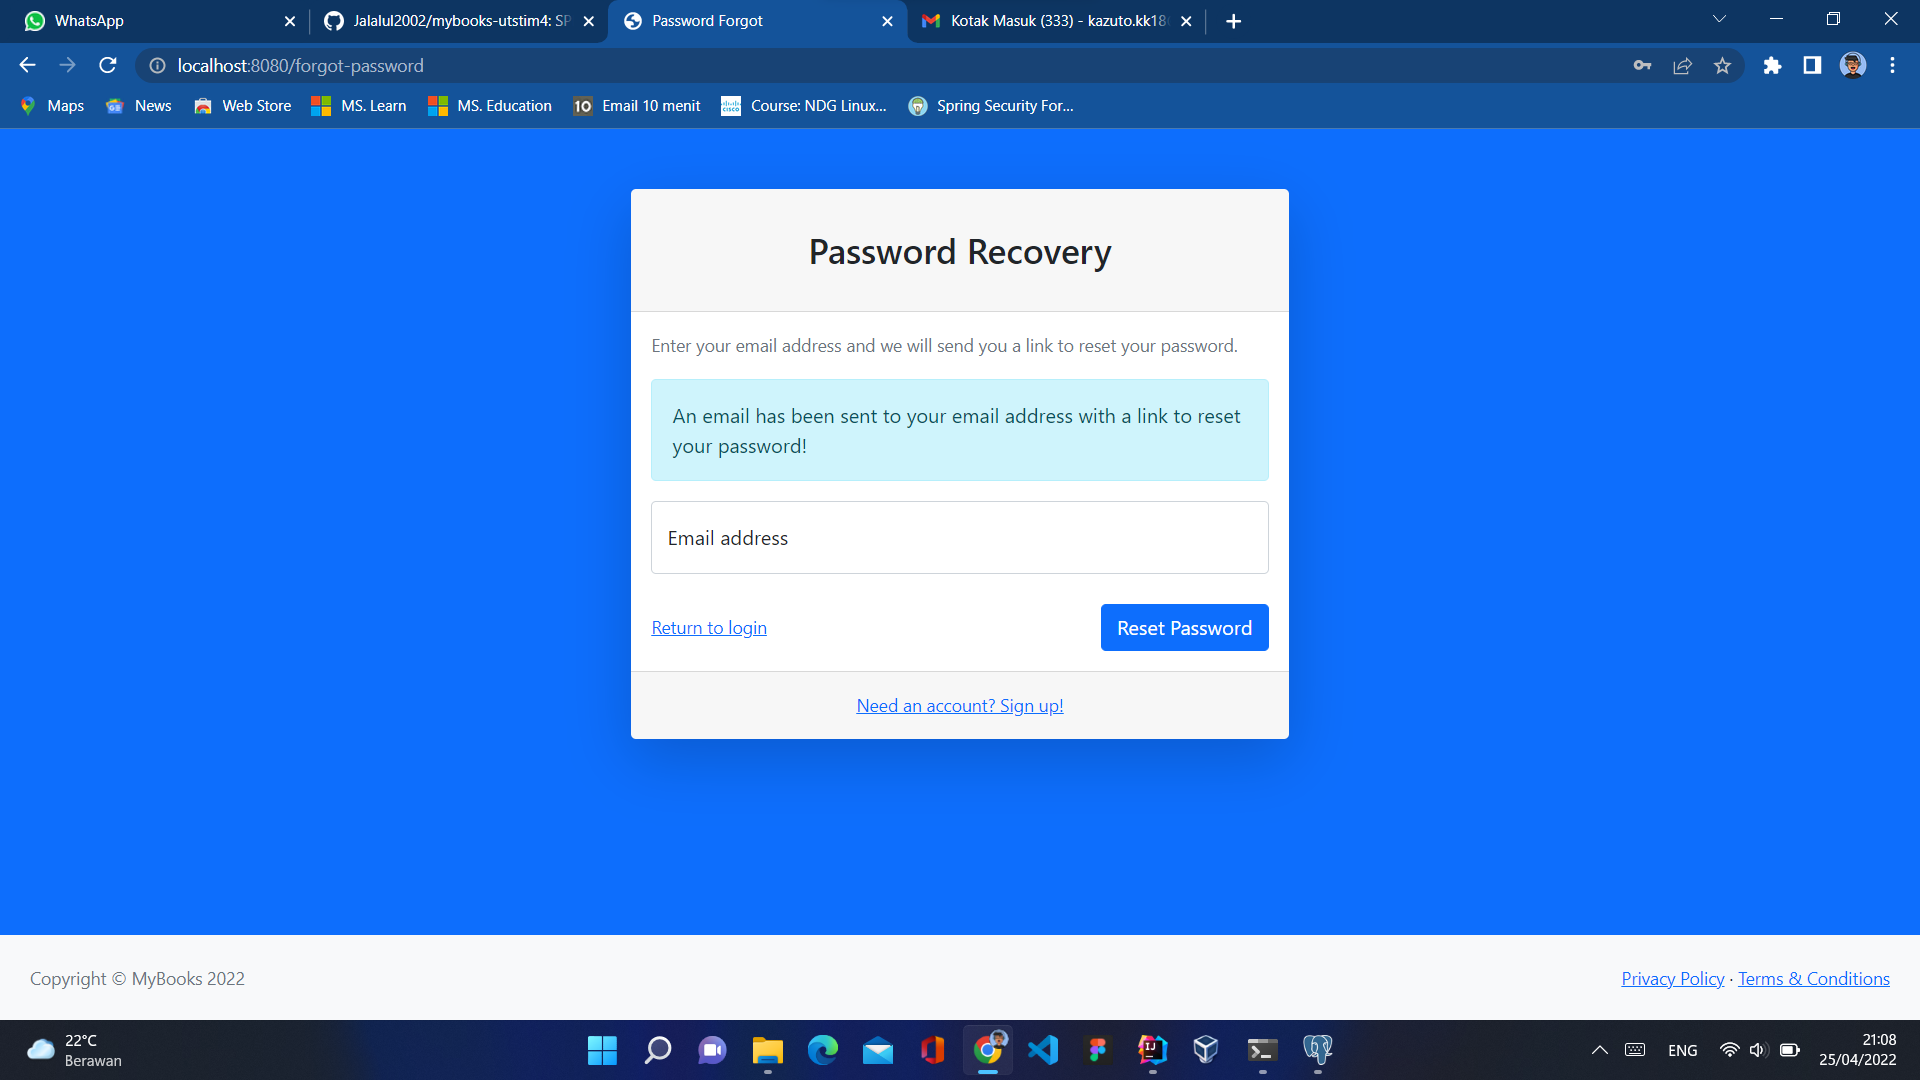 WhatsApp
Jalalul2002/mybooks-utstim4: SP
Password Forgot
Kotak Masuk (333) - kazuto.kk18
localhost:8080/forgot-password
Maps
News
Web Store
MS. Learn
MS. Education
10
Email 10 menit
Course: NDG Linux...
Spring Security For...
Password Recovery
Enter your email address and we will send you a link to reset your password.
An email has been sent to your email address with a link to reset
your password!
Email address
Return to login
Reset Password
Need an account? Sign up!
Copyright © MyBooks 2022
Privacy Policy · Terms & Conditions
22°C
Berawan
ENG
21:08
25/04/2022